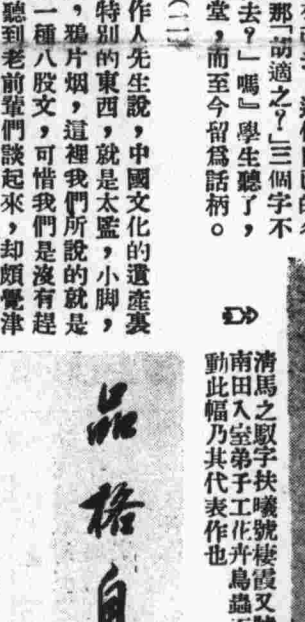 那「胡適之?」三個字不
去?」嗎』學生聽了,
堂,而至今留爲話柄。
(二)
作人先生說,中國文化的遺產裏
特別的東西,就是太監,小脚,
,鴉片烟,這裡我們所說的就是
一種八股文,可惜我們是沒有趕
聽到老前輩們談起來,却頗覺津
清馬之馭字扶曦號棲霞又
南田入室弟子工花卉鳥蟲
動此幅乃其代表作也
品格自